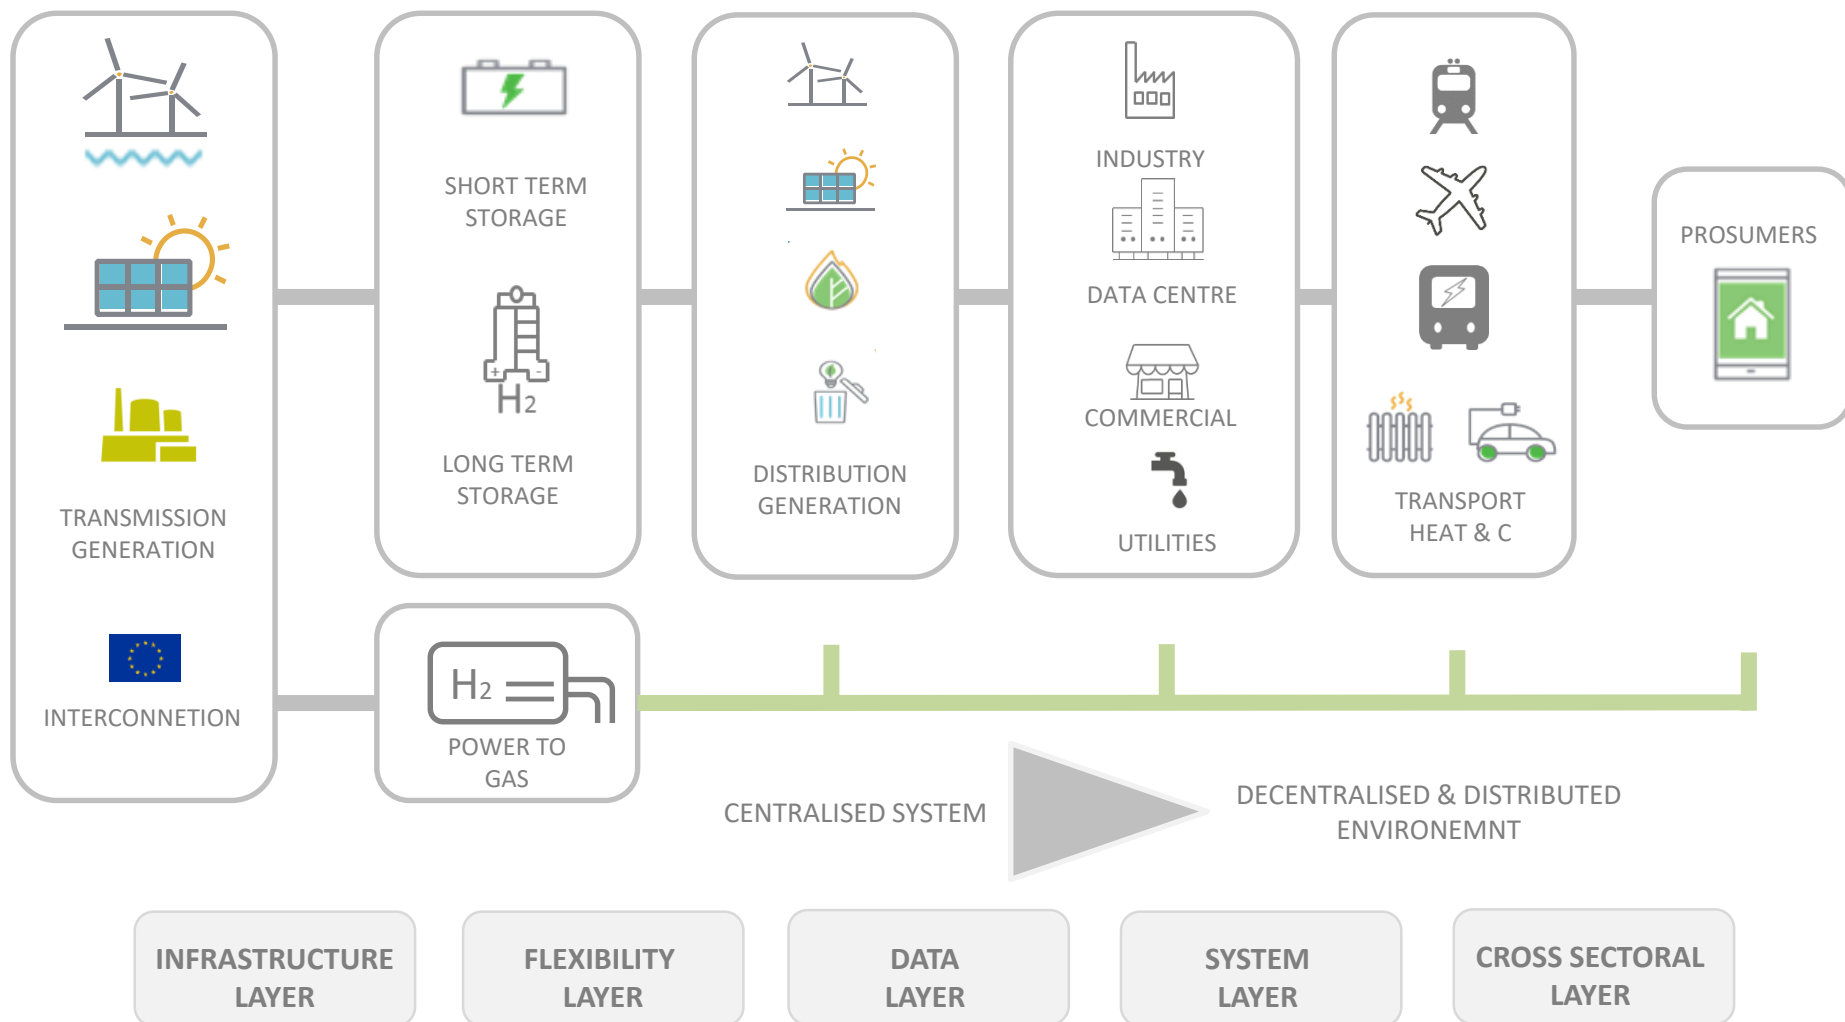 TRANSMISSION
GENERATION
INTERCONNETION
SHORT TERM
STORAGE
+ -
H2
LONG TERM
STORAGE
H2
POWER TO
GAS
DISTRIBUTION
GENERATION
INDUSTRY
DATA CENTRE
COMMERCIAL
UTILITIES
TRANSPORT
HEAT & C
PROSUMERS
CENTRALISED SYSTEM
DECENTRALISED & DISTRIBUTED
ENVIRONEMNT
INFRASTRUCTURE
LAYER
FLEXIBILITY
LAYER
DATA
LAYER
SYSTEM
LAYER
CROSS SECTORAL
LAYER